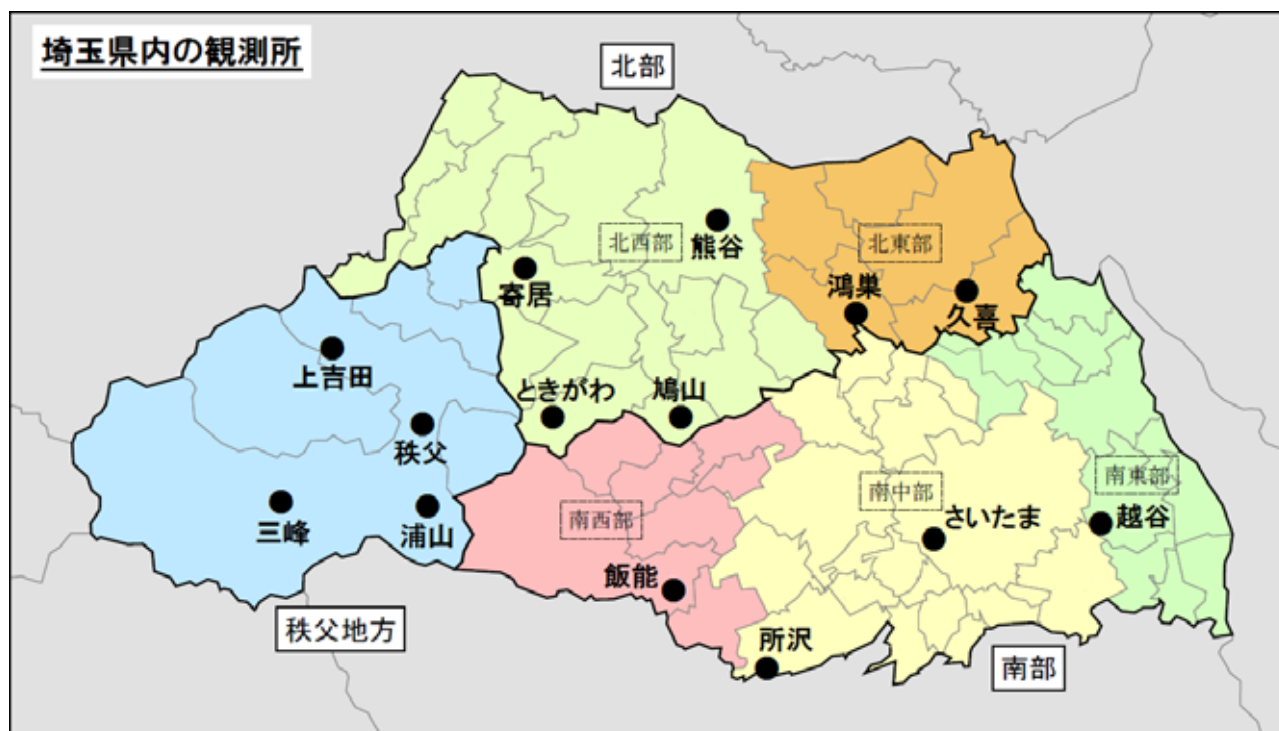 埼玉県内の観測所
北部
北西部
熊谷
北東部
寄居
鴻巣
久喜
上吉田
ときがわ
鳩山
秩父
南西部
南中部
南東部
三峰
浦山
さいたま
越谷
飯能
秩父地方
所沢
南部